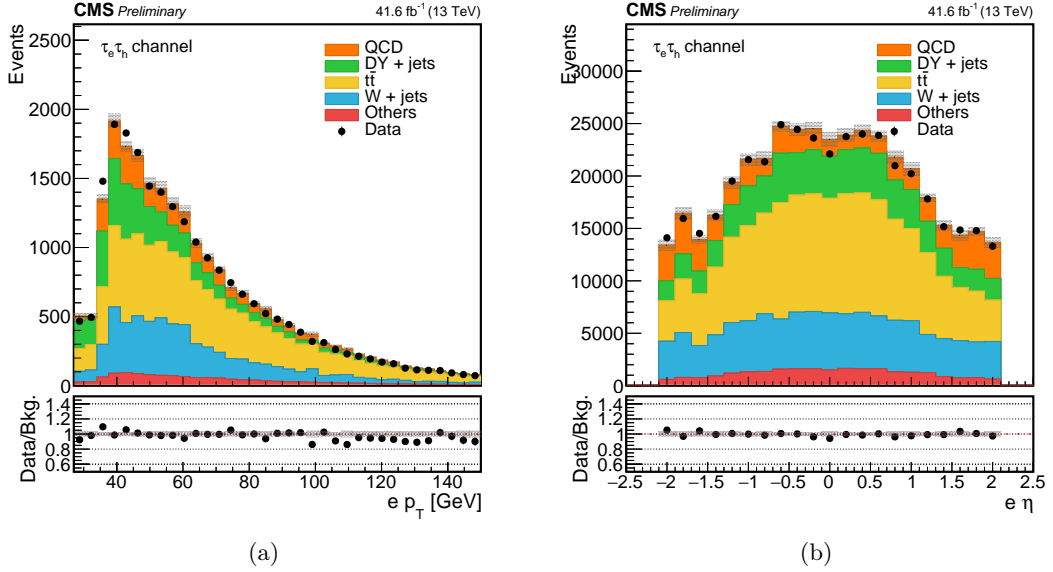 CMS Preliminary 41.6 fb⁻¹ (13 TeV)
τₑτₕ channel
Events
2500
2000
1500
1000
500
0
QCD
DY + jets
tt̄
W + jets
Others
Data
Data/Bkg.
1.4
1.2
1
0.8
0.6
40 60 80 100 120 140
e p_T [GeV]
(a)
CMS Preliminary 41.6 fb⁻¹ (13 TeV)
τₑτₕ channel
Events
30000
25000
20000
15000
10000
5000
0
QCD
DY + jets
tt̄
W + jets
Others
Data
Data/Bkg.
1.4
1.2
1
0.8
0.6
−2.5 −2 −1.5 −1 −0.5 0 0.5 1 1.5 2 2.5
e η
(b)